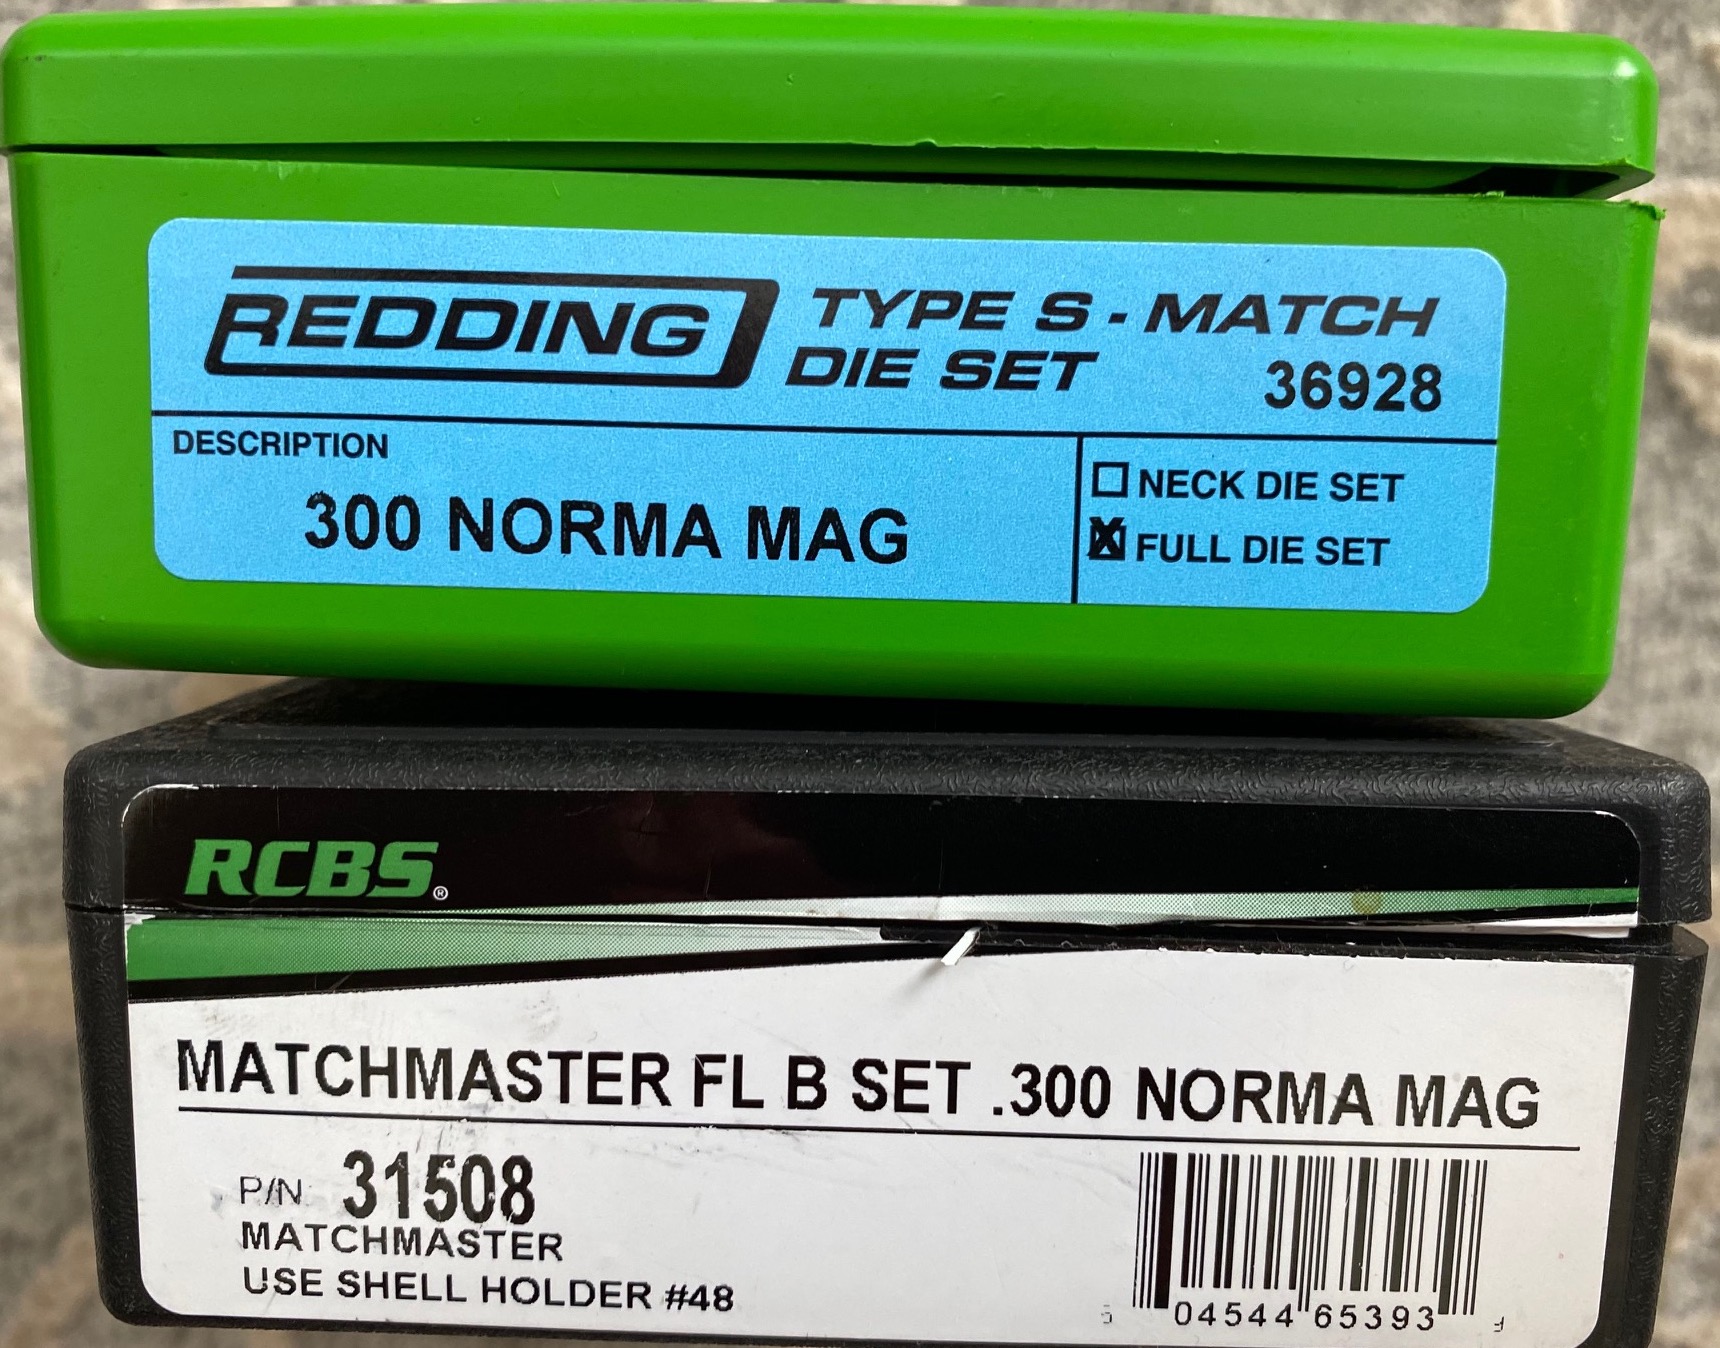 REDDING TYPE S - MATCH
DIE SET 36928
DESCRIPTION
300 NORMA MAG
NECK DIE SET
X FULL DIE SET
RCBS®
MATCHMASTER FL B SET .300 NORMA MAG
P/N 31508
MATCHMASTER
USE SHELL HOLDER #48
04544 65393